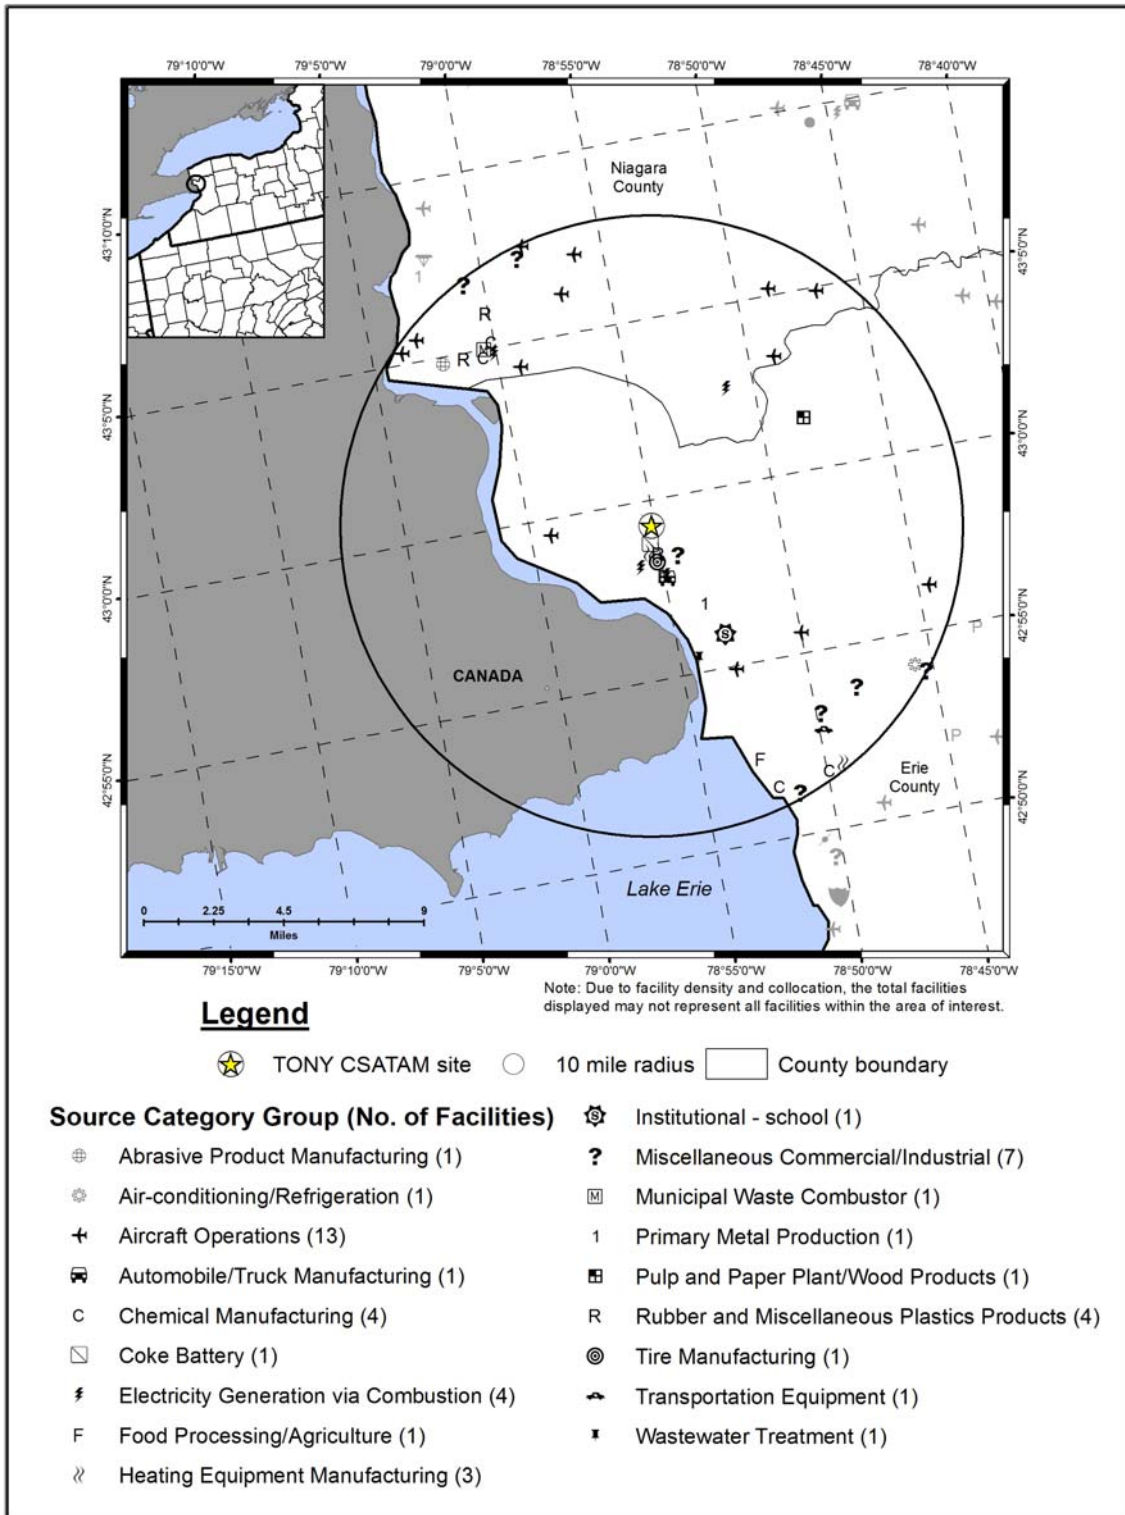 79°10'0"W 79°5'0"W 79°0'0"W 78°55'0"W 78°50'0"W 78°45'0"W 78°40'0"W
Niagara
County
43°10'0"N
43°5'0"N
1
R
C
M
R
C
43°5'0"N
43°0'0"N
43°0'0"N
1
S
42°55'0"N
P
CANADA
P
F
C
C
Erie
County
42°55'0"N
42°50'0"N
Lake Erie
0 2.25 4.5 9
Miles
79°15'0"W 79°10'0"W 79°5'0"W 79°0'0"W 78°55'0"W 78°50'0"W 78°45'0"W
Note: Due to facility density and collocation, the total facilities
displayed may not represent all facilities within the area of interest.
Legend
TONY CSATAM site 10 mile radius County boundary
Source Category Group (No. of Facilities)
Abrasive Product Manufacturing (1)
Air-conditioning/Refrigeration (1)
Aircraft Operations (13)
Automobile/Truck Manufacturing (1)
C Chemical Manufacturing (4)
Coke Battery (1)
Electricity Generation via Combustion (4)
F Food Processing/Agriculture (1)
Heating Equipment Manufacturing (3)
S Institutional - school (1)
? Miscellaneous Commercial/Industrial (7)
M Municipal Waste Combustor (1)
1 Primary Metal Production (1)
Pulp and Paper Plant/Wood Products (1)
R Rubber and Miscellaneous Plastics Products (4)
Tire Manufacturing (1)
Transportation Equipment (1)
Wastewater Treatment (1)